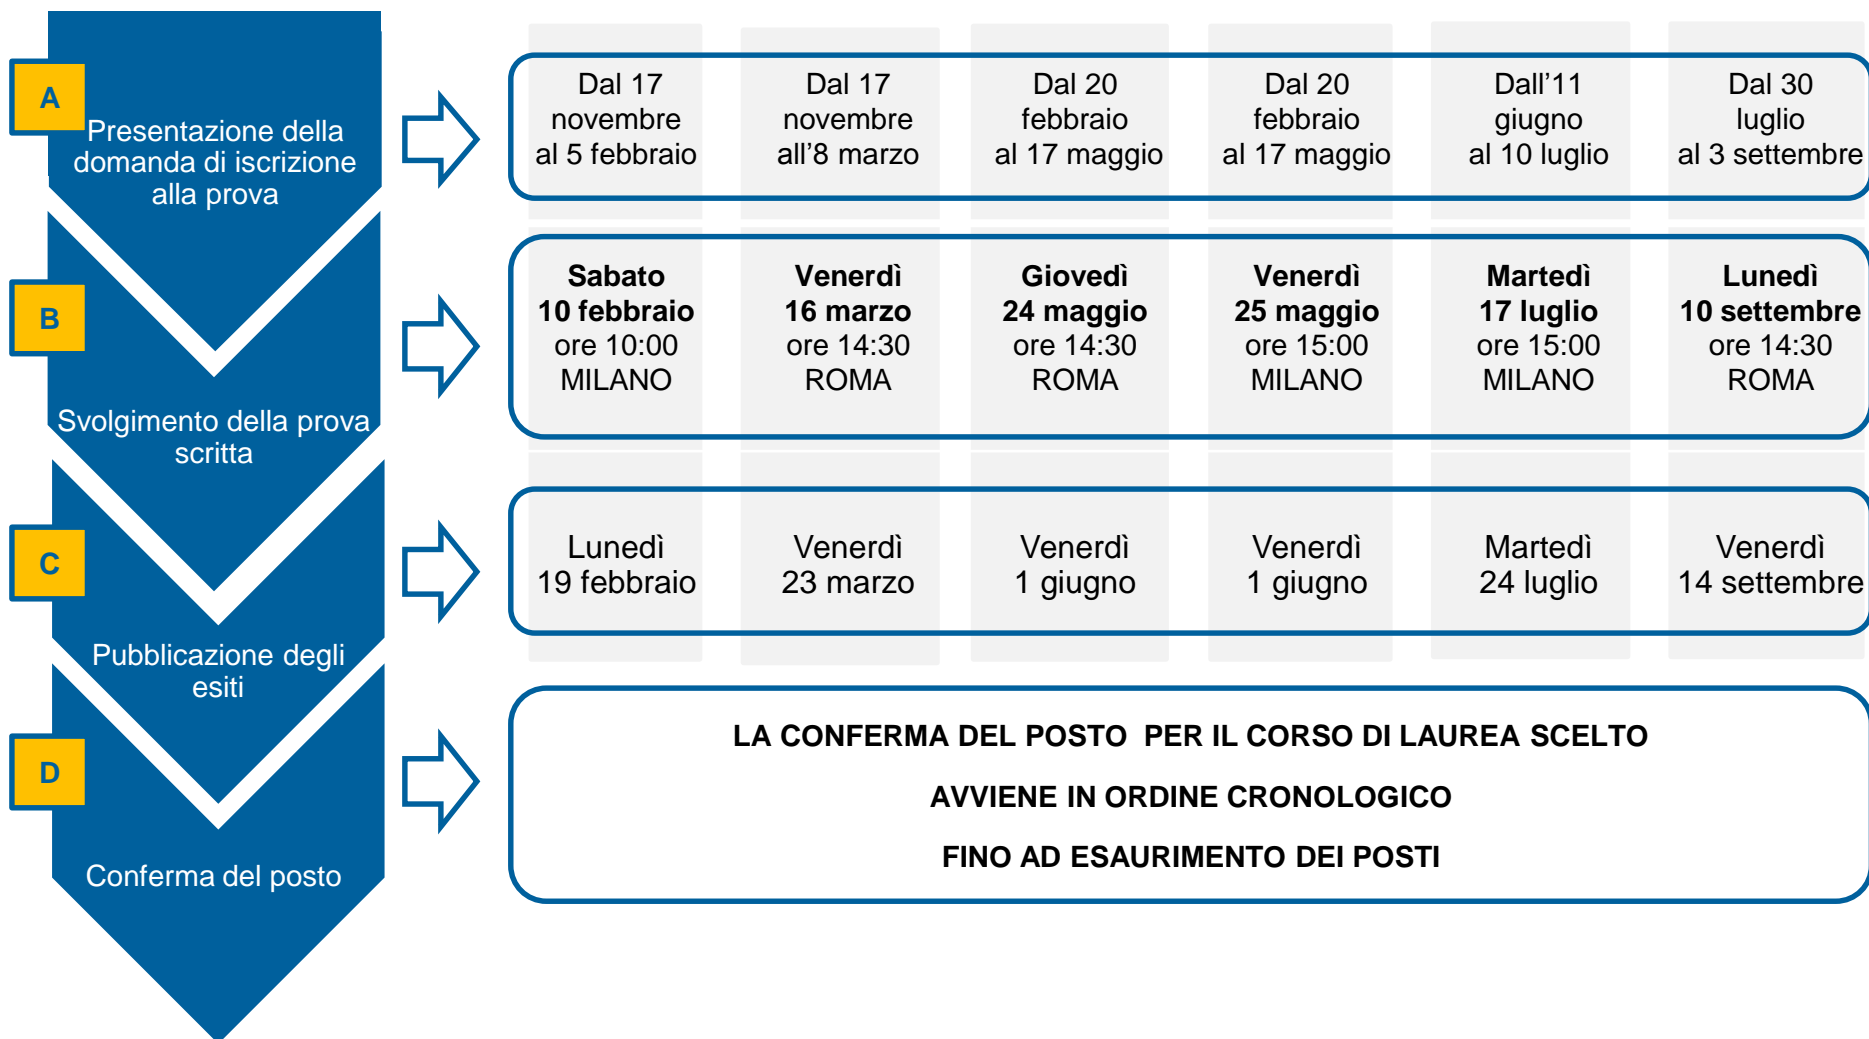 A
Presentazione della
domanda di iscrizione
alla prova
Dal 17
novembre
al 5 febbraio
Dal 17
novembre
all'8 marzo
Dal 20
febbraio
al 17 maggio
Dal 20
febbraio
al 17 maggio
Dall'11
giugno
al 10 luglio
Dal 30
luglio
al 3 settembre
B
Svolgimento della prova
scritta
Sabato
10 febbraio
ore 10:00
MILANO
Venerdì
16 marzo
ore 14:30
ROMA
Giovedì
24 maggio
ore 14:30
ROMA
Venerdì
25 maggio
ore 15:00
MILANO
Martedì
17 luglio
ore 15:00
MILANO
Lunedì
10 settembre
ore 14:30
ROMA
C
Pubblicazione degli
esiti
Lunedì
19 febbraio
Venerdì
23 marzo
Venerdì
1 giugno
Venerdì
1 giugno
Martedì
24 luglio
Venerdì
14 settembre
D
Conferma del posto
LA CONFERMA DEL POSTO  PER IL CORSO DI LAUREA SCELTO
AVVIENE IN ORDINE CRONOLOGICO
FINO AD ESAURIMENTO DEI POSTI